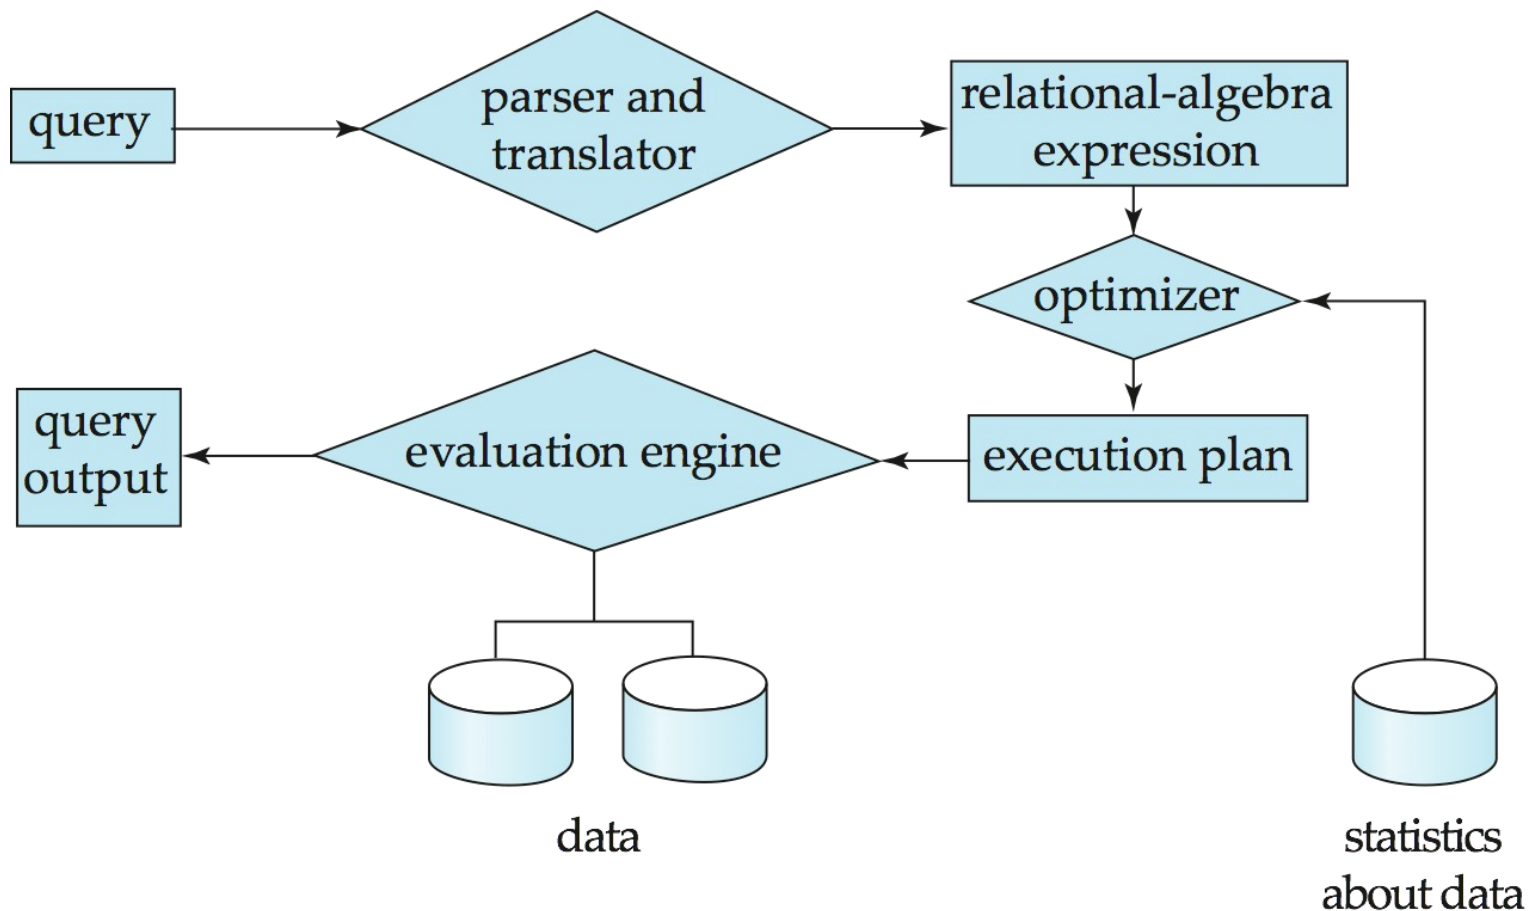 query
parser and
translator
relational-algebra
expression
optimizer
execution plan
evaluation engine
query
output
data
statistics
about data